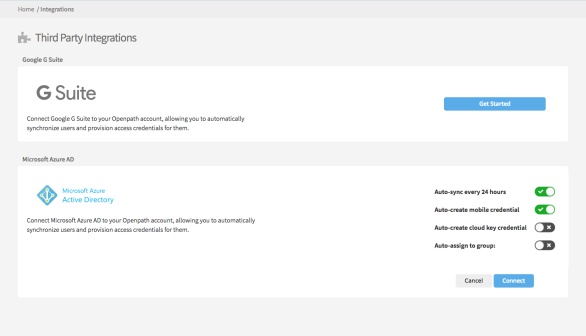 Home / Integrations
Third Party Integrations
Google G Suite
G Suite
Get Started
Connect Google G Suite to your Openpath account, allowing you to automatically
synchronize users and provision access credentials for them.
Microsoft Azure AD
Microsoft Azure
Active Directory
Connect Microsoft Azure AD to your Openpath account, allowing you to automatically
synchronize users and provision access credentials for them.
Auto-sync every 24 hours
Auto-create mobile credential
Auto-create cloud key credential
Auto-assign to group:
Cancel Connect